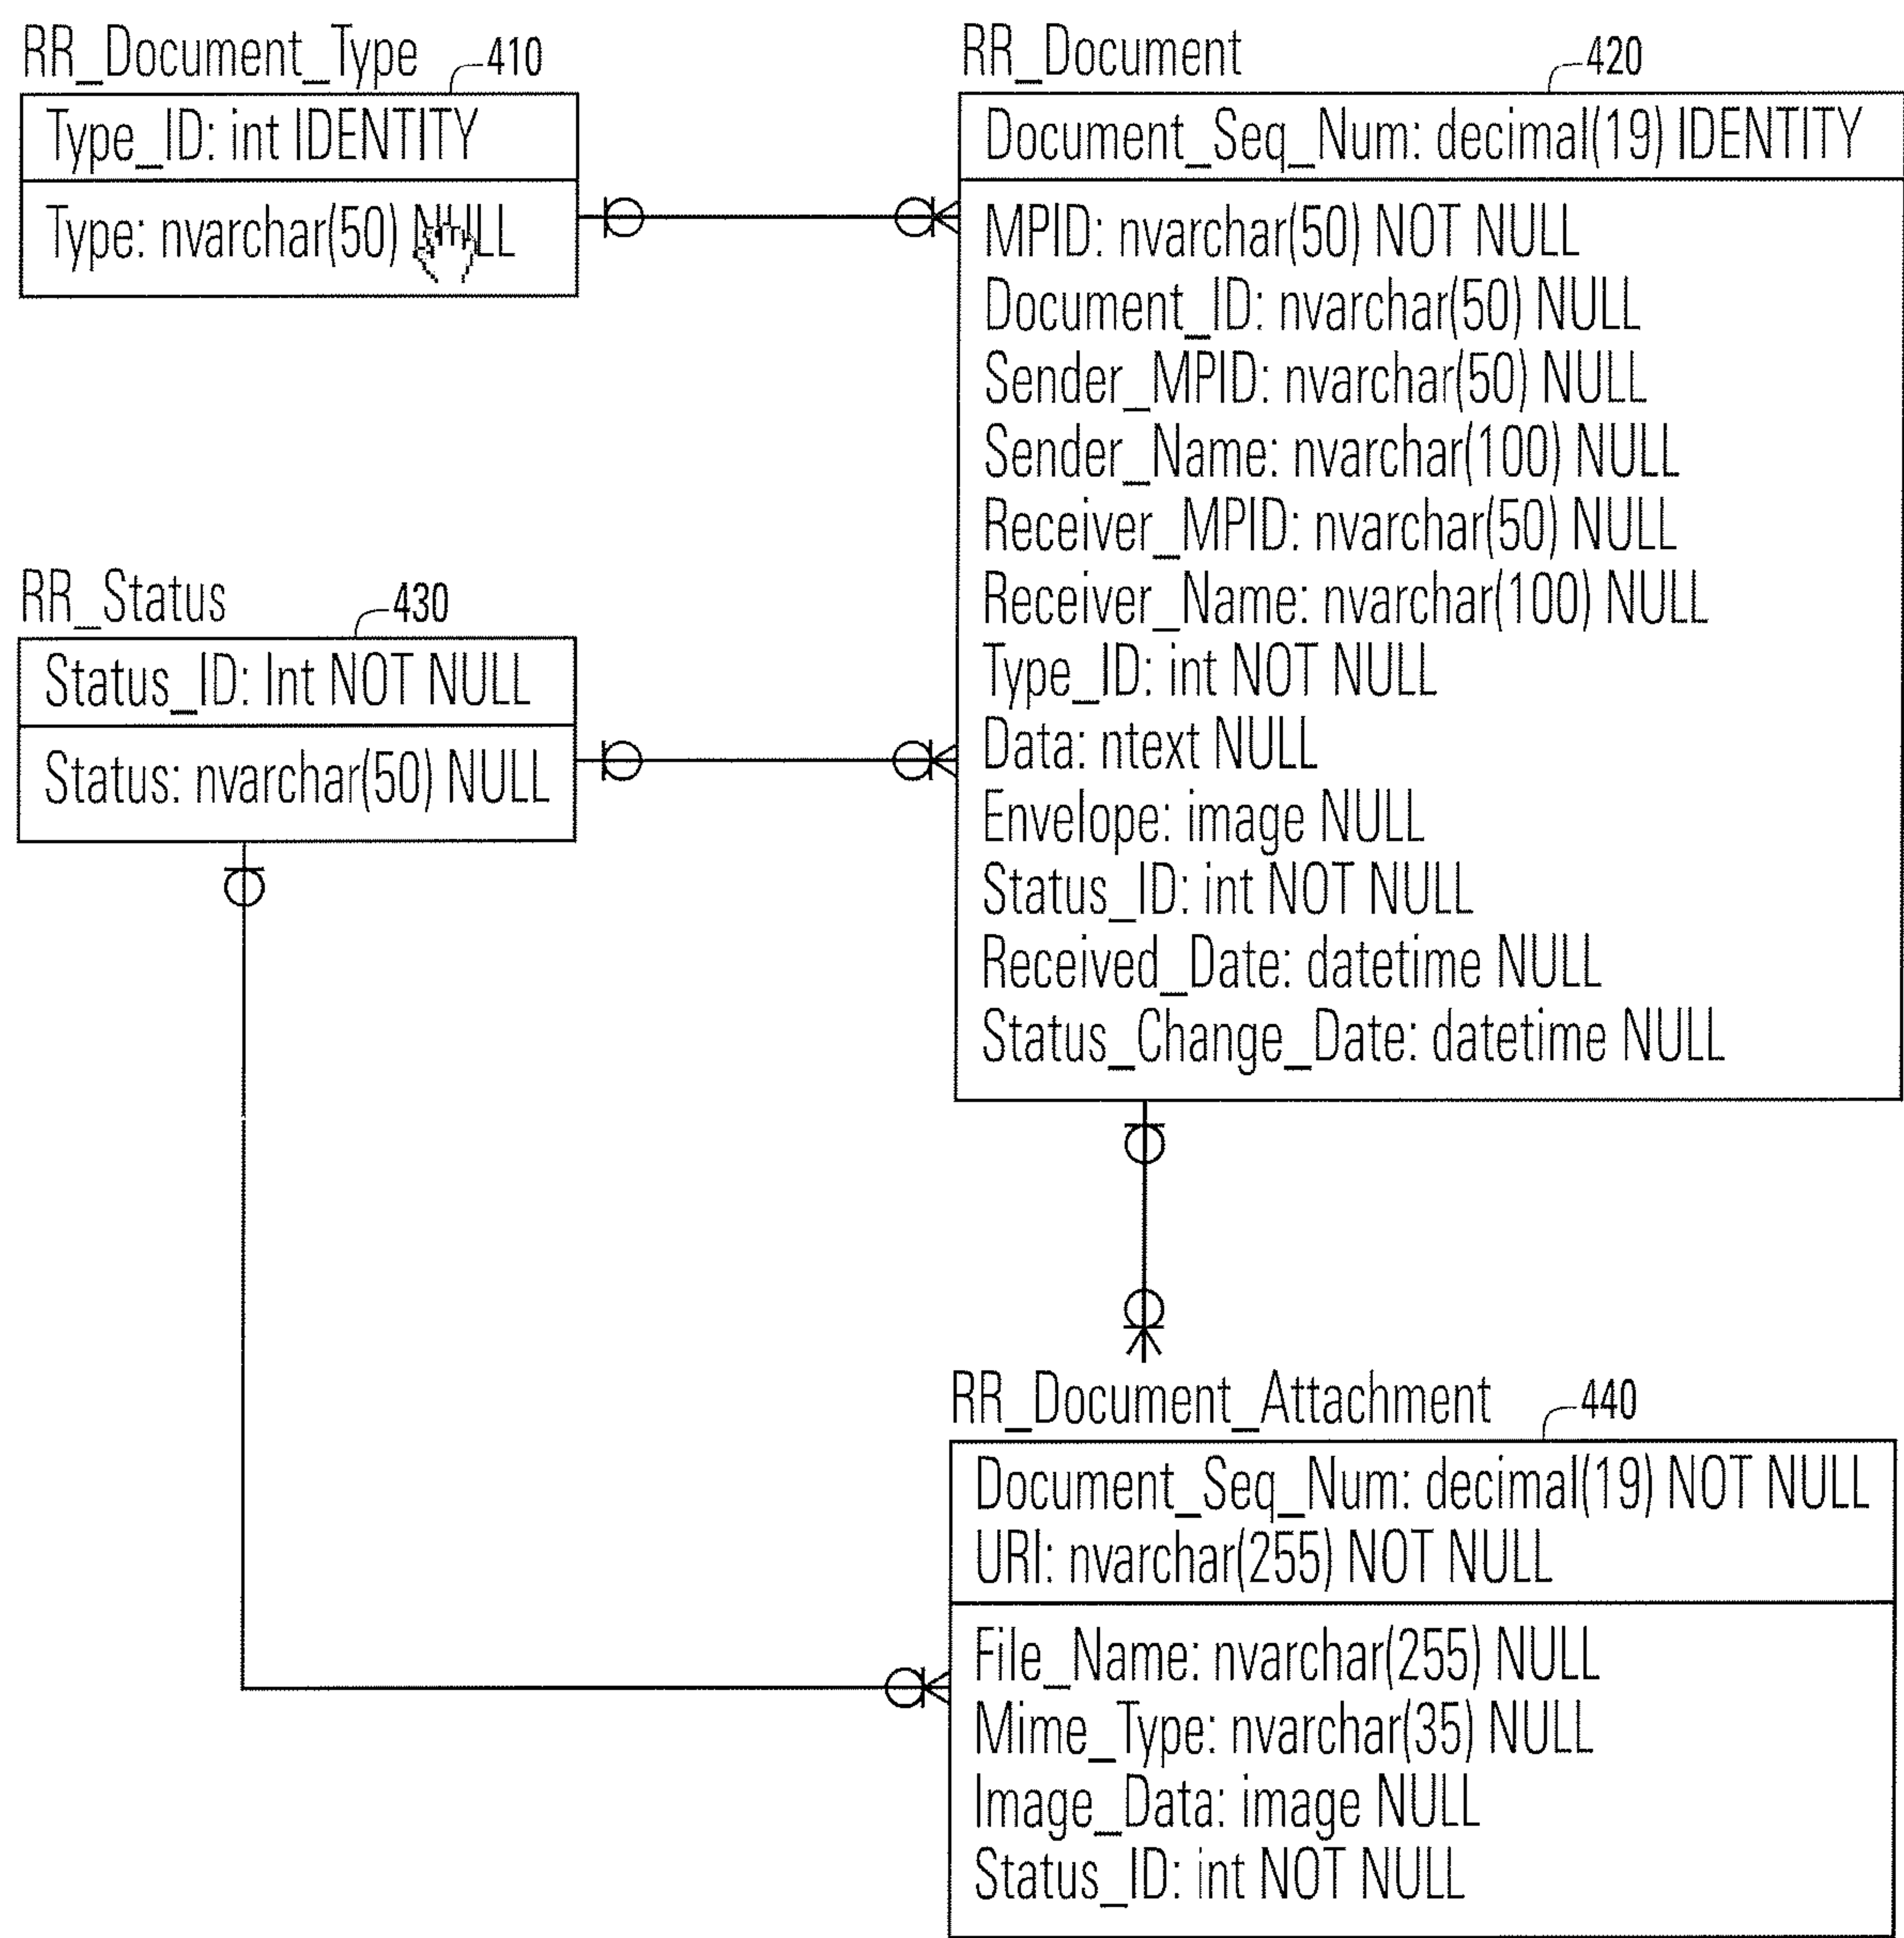 RR_Document_Type
410
Type_ID: int IDENTITY
Type: nvarchar(50) NULL
RR_Document
420
Document_Seq_Num: decimal(19) IDENTITY
MPID: nvarchar(50) NOT NULL
Document_ID: nvarchar(50) NULL
Sender_MPID: nvarchar(50) NULL
Sender_Name: nvarchar(100) NULL
Receiver_MPID: nvarchar(50) NULL
Receiver_Name: nvarchar(100) NULL
Type_ID: int NOT NULL
Data: ntext NULL
Envelope: image NULL
Status_ID: int NOT NULL
Received_Date: datetime NULL
Status_Change_Date: datetime NULL
RR_Status
430
Status_ID: Int NOT NULL
Status: nvarchar(50) NULL
RR_Document_Attachment
440
Document_Seq_Num: decimal(19) NOT NULL
URI: nvarchar(255) NOT NULL
File_Name: nvarchar(255) NULL
Mime_Type: nvarchar(35) NULL
Image_Data: image NULL
Status_ID: int NOT NULL